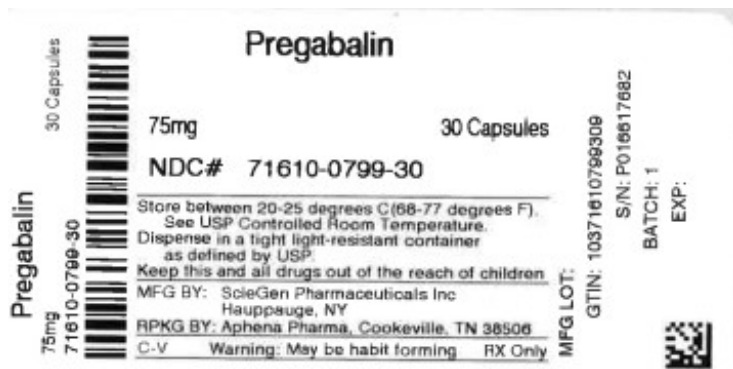 Pregabalin
75mg 30 Capsules
NDC# 71610-0799-30
Store between 20-25 degrees C(68-77 degrees F).
See USP Controlled Room Temperature.
Dispense in a tight light-resistant container
as defined by USP.
Keep this and all drugs out of the reach of children
MFG BY: ScieGen Pharmaceuticals Inc
Hauppauge, NY
RPKG BY: Aphena Pharma, Cookeville, TN 38506
C-V Warning: May be habit forming RX Only
Pregabalin
75mg 30 Capsules
71610-0799-30
MFG LOT:
GTIN: 10371610799309
S/N: P016617682
BATCH: 1
EXP: